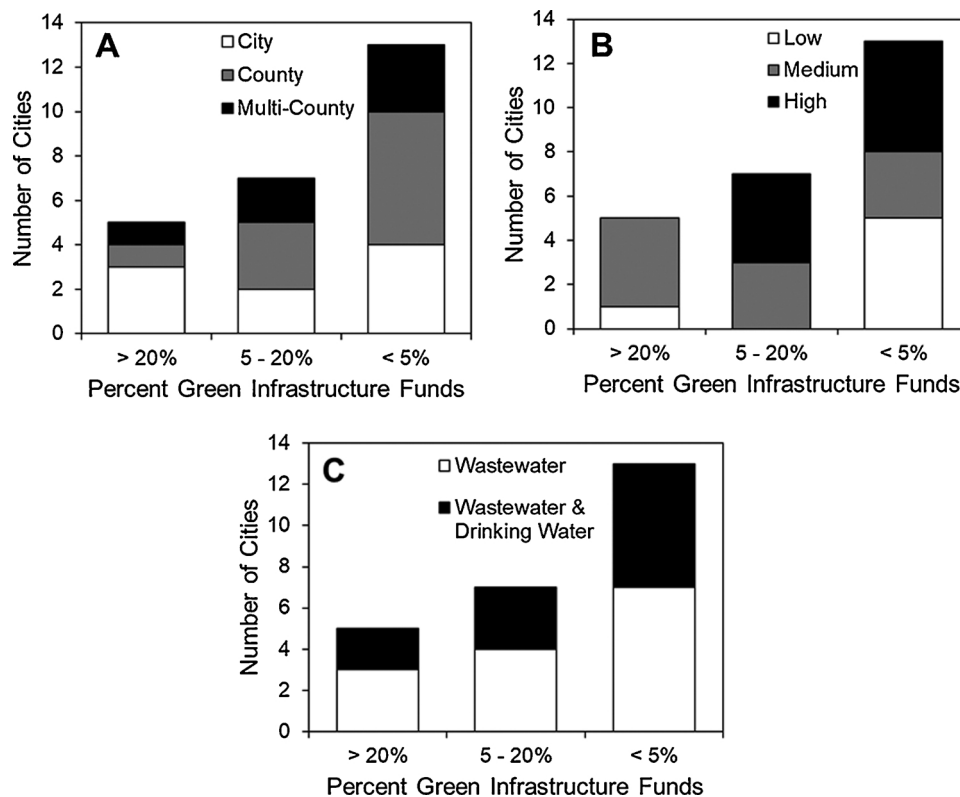 A
City
County
Multi-County
14
12
10
8
6
4
2
0
Number of Cities
> 20%
5 - 20%
< 5%
Percent Green Infrastructure Funds
B
Low
Medium
High
14
12
10
8
6
4
2
0
Number of Cities
> 20%
5 - 20%
< 5%
Percent Green Infrastructure Funds
C
Wastewater
Wastewater &
Drinking Water
14
12
10
8
6
4
2
0
Number of Cities
> 20%
5 - 20%
< 5%
Percent Green Infrastructure Funds